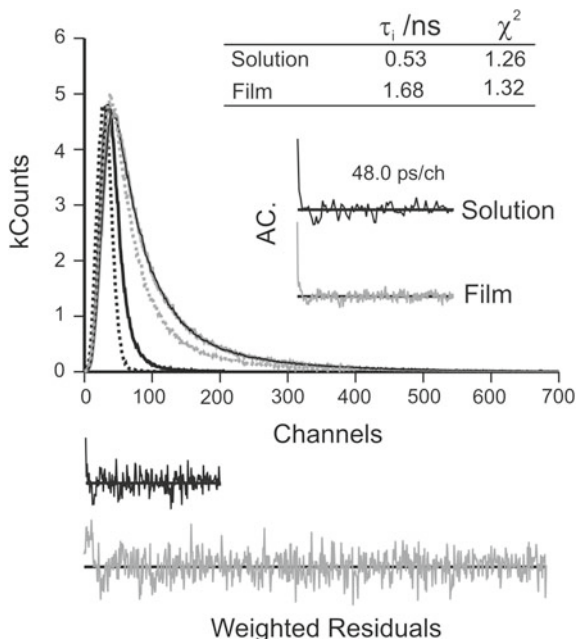 τi /ns χ2
Solution 0.53 1.26
Film 1.68 1.32
6
5
4
3
2
1
0
kCounts
48.0 ps/ch
AC.
Solution
Film
0 100 200 300 400 500 600 700
Channels
Weighted Residuals